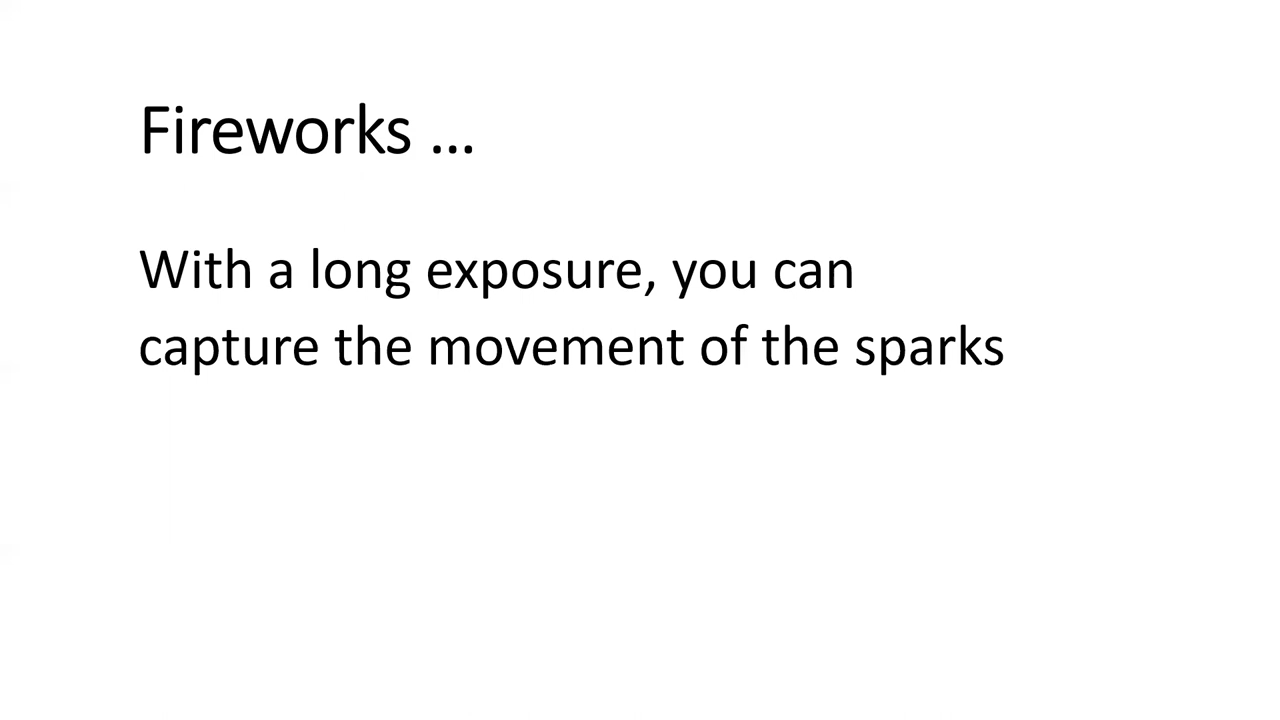 Fireworks ...
With a long exposure, you can
capture the movement of the sparks